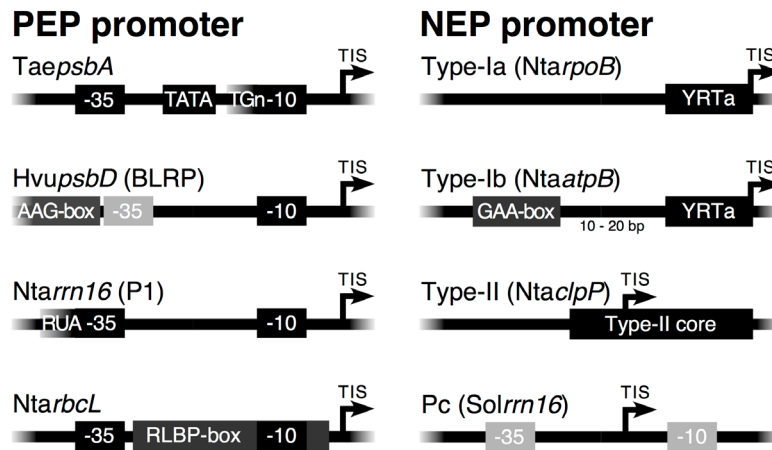 PEP promoter
TaepsbA
TIS
-35
TATA
TGn-10
HvupsbD (BLRP)
TIS
AAG-box
-35
-10
Ntarrn16 (P1)
TIS
RUA -35
-10
NtarbcL
TIS
-35
RLBP-box
-10
NEP promoter
Type-Ia (NtarpoB)
TIS
YRTa
Type-Ib (NtaatpB)
TIS
GAA-box
10 - 20 bp
YRTa
Type-II (NtaclpP)
TIS
Type-II core
Pc (Solrrn16)
TIS
-35
-10